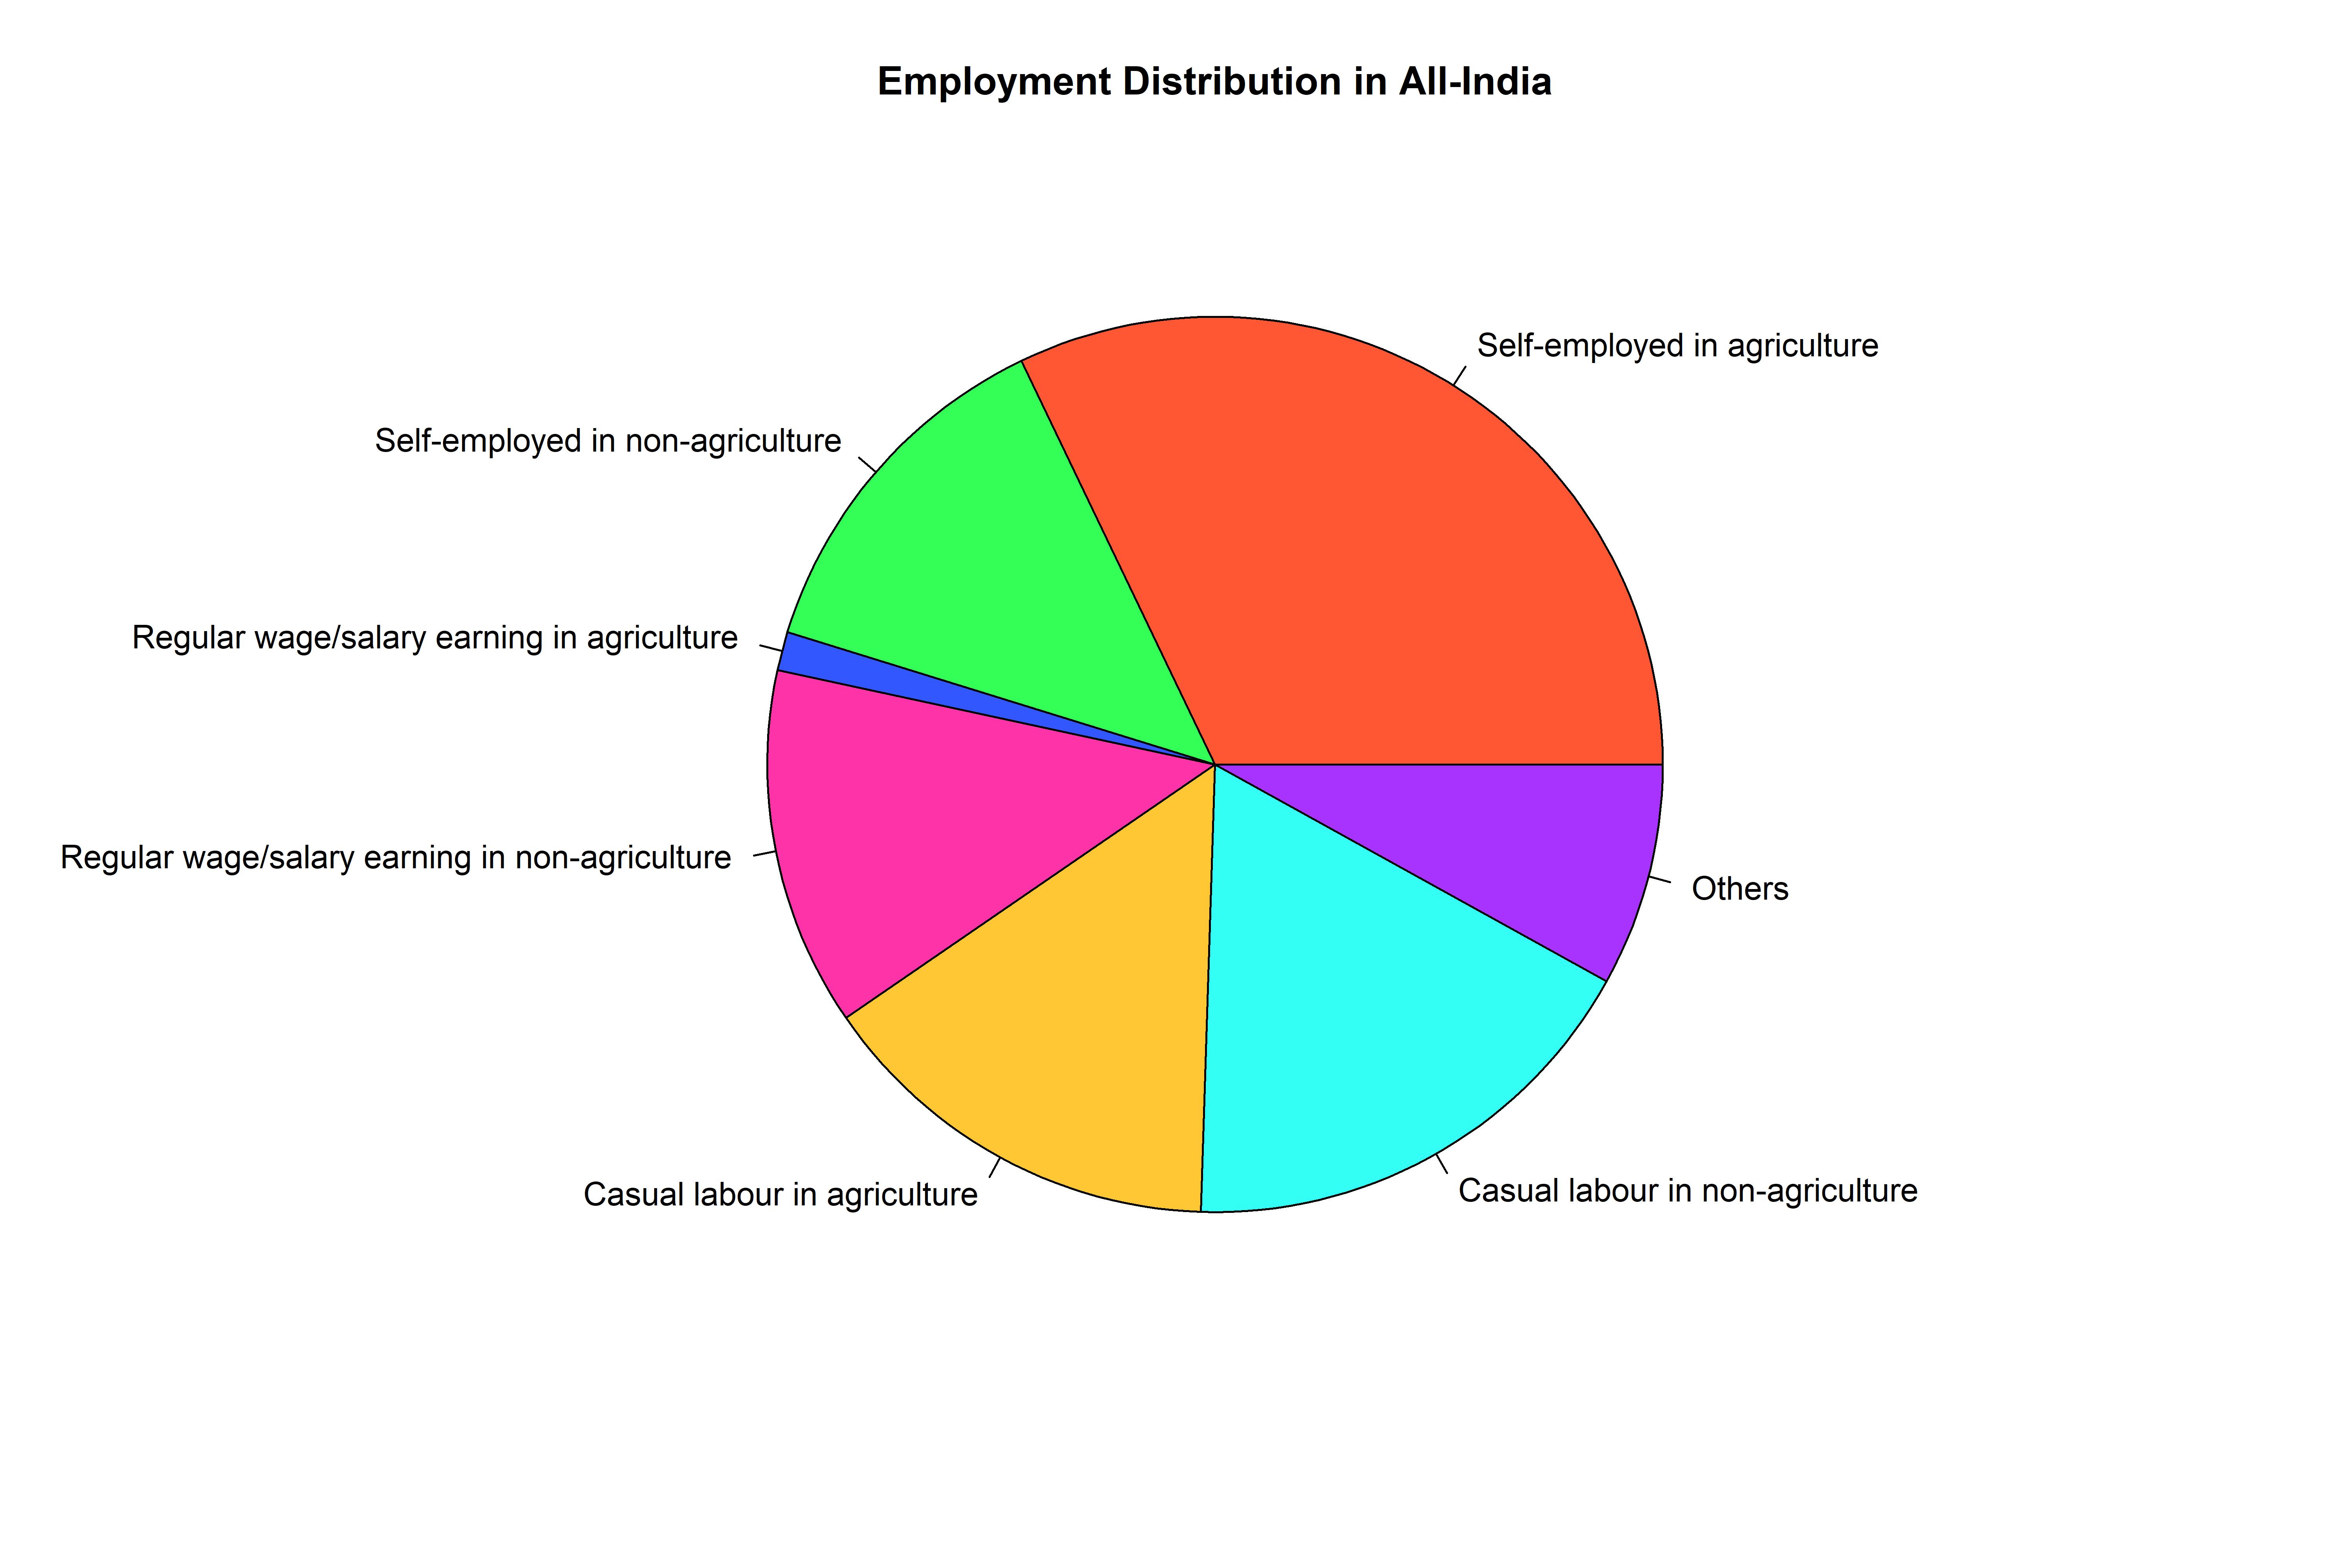 Employment Distribution in All-India
Self-employed in agriculture
Self-employed in non-agriculture
Regular wage/salary earning in agriculture
Regular wage/salary earning in non-agriculture
Others
Casual labour in agriculture
Casual labour in non-agriculture